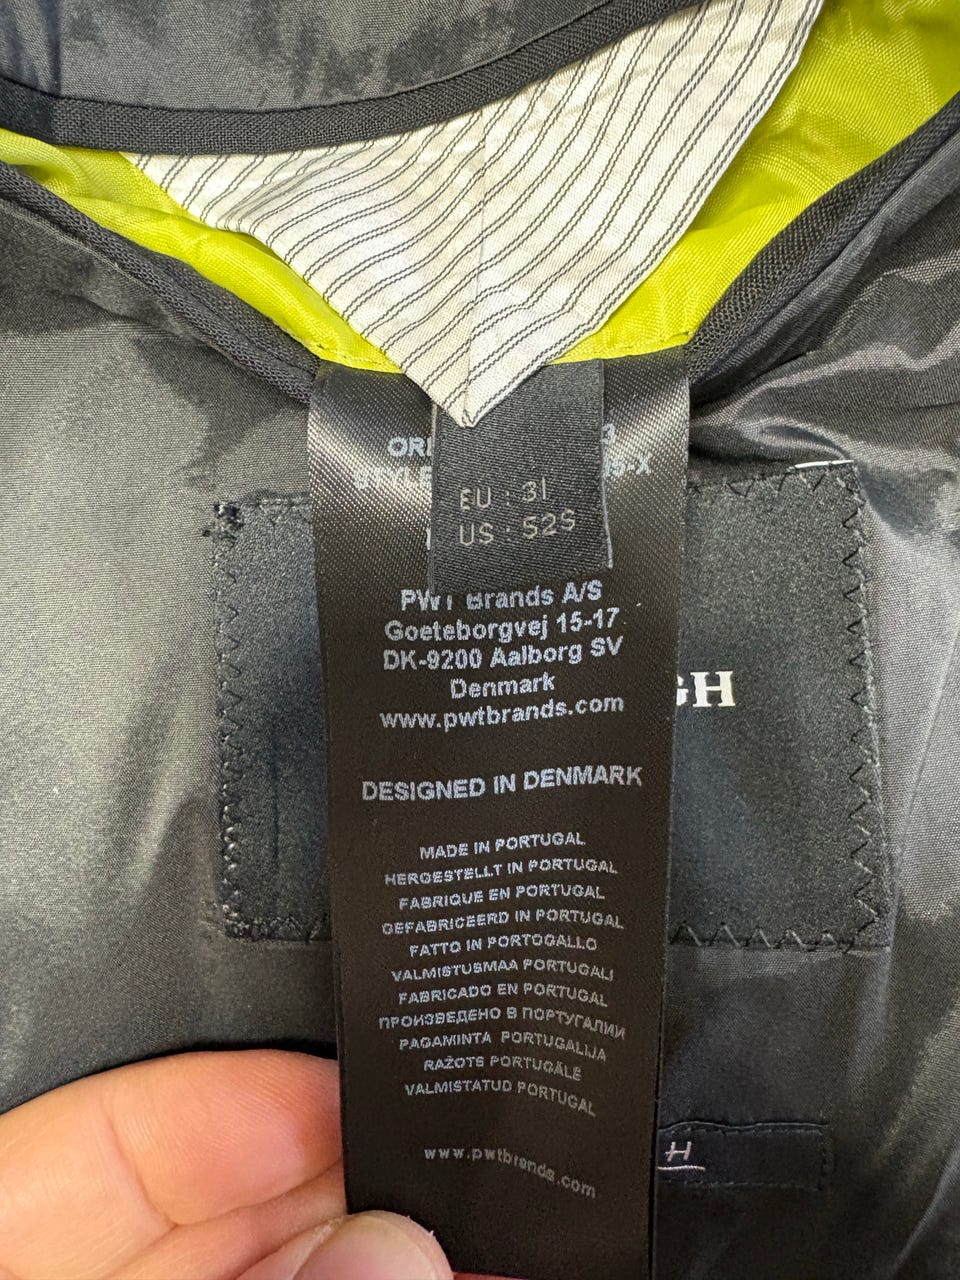 EU : 31
US : 52S
PWT Brands A/S
Goeteborgvej 15-17
DK-9200 Aalborg SV
Denmark
www.pwtbrands.com
GH
DESIGNED IN DENMARK
MADE IN PORTUGAL
HERGESTELLT IN PORTUGAL
FABRIQUE EN PORTUGAL
GEFABRICEERD IN PORTUGAL
FATTO IN PORTOGALLO
VALMISTUSMAA PORTUGALI
FABRICADO EN PORTUGAL
ПРОИЗВЕДЕНО В ПОРТУГАЛИИ
PAGAMINTA PORTUGALIJA
RAŽOTS PORTUGĀLE
VALMISTATUD PORTUGAL
www.pwtbrands.com
H